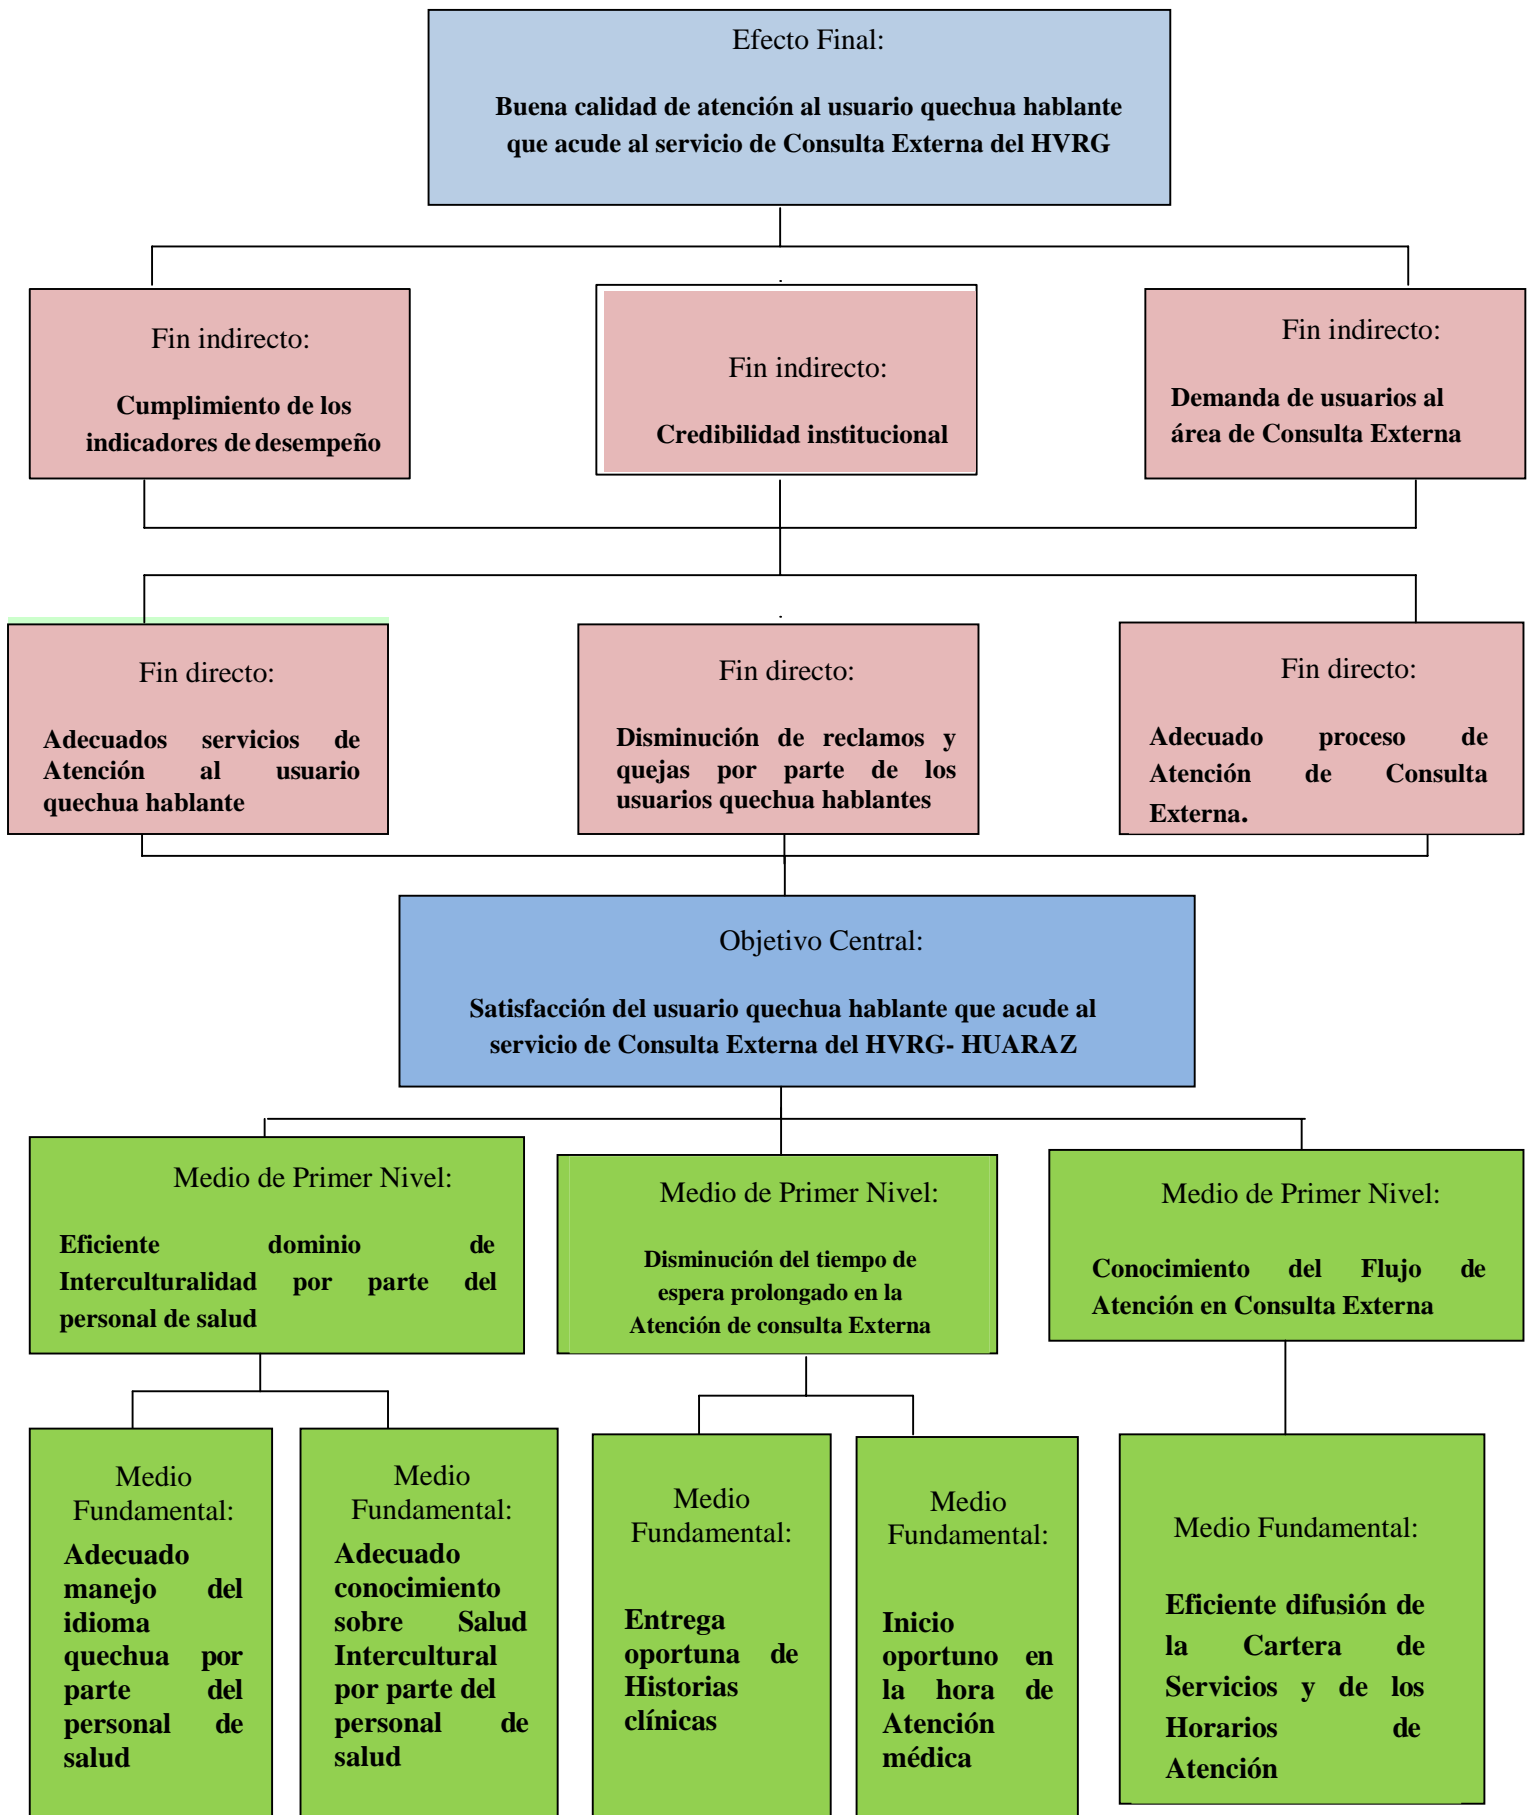 Efecto Final:
Buena calidad de atención al usuario quechua hablante
que acude al servicio de Consulta Externa del HVRG
Fin indirecto:
Cumplimiento de los
indicadores de desempeño
Fin indirecto:
Credibilidad institucional
Fin indirecto:
Demanda de usuarios al
área de Consulta Externa
Fin directo:
Adecuados servicios de
Atención al usuario
quechua hablante
Fin directo:
Disminución de reclamos y
quejas por parte de los
usuarios quechua hablantes
Fin directo:
Adecuado proceso de
Atención de Consulta
Externa.
Objetivo Central:
Satisfacción del usuario quechua hablante que acude al
servicio de Consulta Externa del HVRG- HUARAZ
Medio de Primer Nivel:
Eficiente dominio de
Interculturalidad por parte del
personal de salud
Medio de Primer Nivel:
Disminución del tiempo de
espera prolongado en la
Atención de consulta Externa
Medio de Primer Nivel:
Conocimiento del Flujo de
Atención en Consulta Externa
Medio
Fundamental:
Adecuado
manejo del
idioma
quechua por
parte del
personal de
salud
Medio
Fundamental:
Adecuado
conocimiento
sobre Salud
Intercultural
por parte del
personal de
salud
Medio
Fundamental:
Entrega
oportuna de
Historias
clínicas
Medio
Fundamental:
Inicio
oportuno en
la hora de
Atención
médica
Medio Fundamental:
Eficiente difusión de
la Cartera de
Servicios y de los
Horarios de
Atención